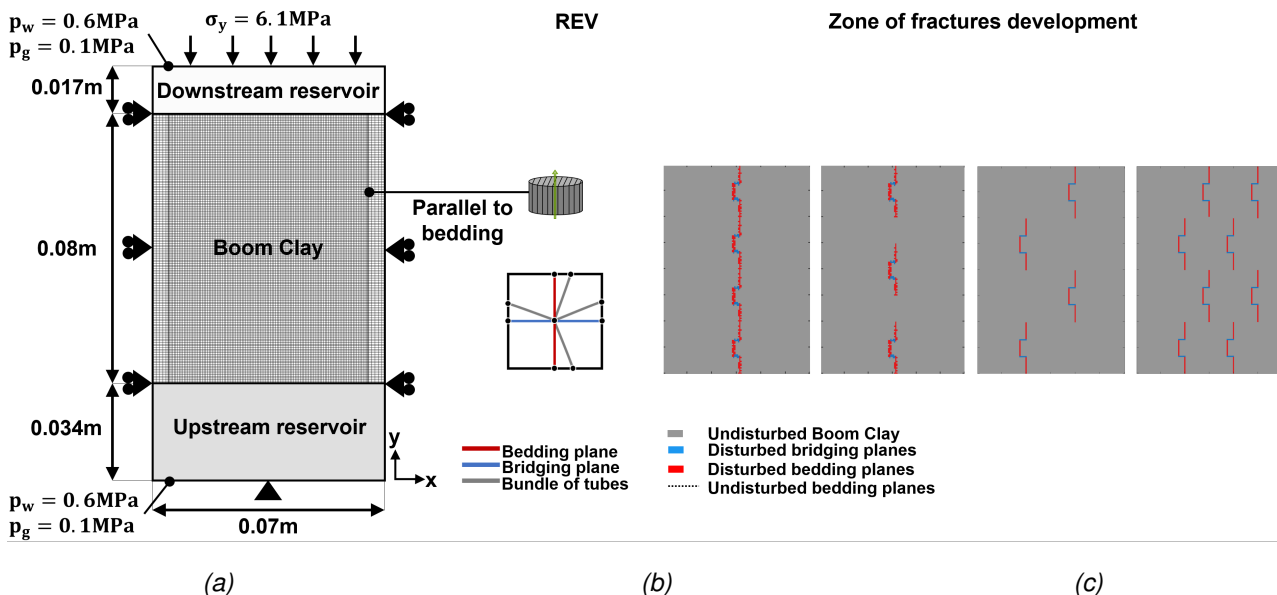 p_w = 0.6MPa
p_g = 0.1MPa
σ_y = 6.1MPa
REV
Zone of fractures development
0.017m
Downstream reservoir
Parallel to
bedding
0.08m
Boom Clay
0.034m
Upstream reservoir
y
x
Bedding plane
Bridging plane
Bundle of tubes
Undisturbed Boom Clay
Disturbed bridging planes
Disturbed bedding planes
Undisturbed bedding planes
p_w = 0.6MPa
p_g = 0.1MPa
0.07m
(a)
(b)
(c)